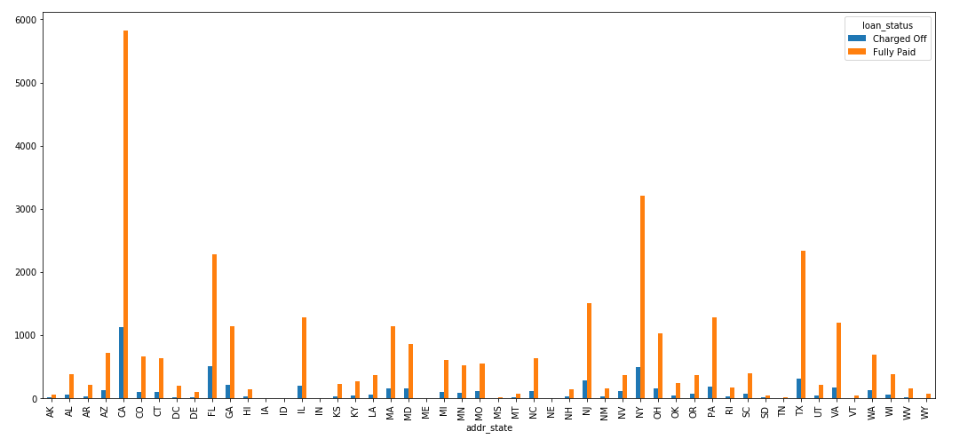 6000
5000
4000
3000
2000
1000
0
loan_status
Charged Off
Fully Paid
AK AL AR AZ CA CO CT DC DE FL GA HI IA ID IL IN KS KY LA MA MD ME MI MN MO MS MT NC NE NH NJ NM NV NY OH OK OR PA RI SC SD TN TX UT VA VT WA WI WV WY
addr_state